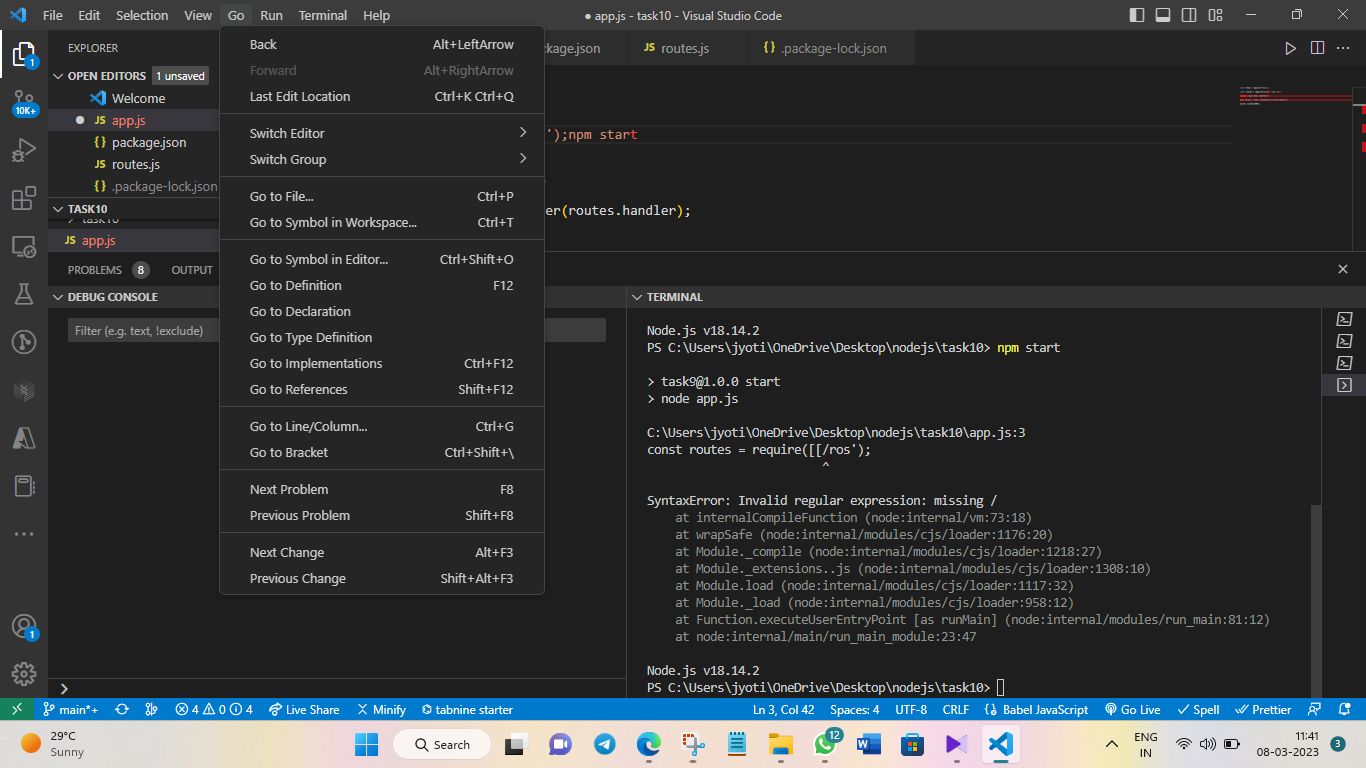 File Edit Selection View Go Run Terminal Help
● app.js - task10 - Visual Studio Code
EXPLORER
OPEN EDITORS 1 unsaved
Welcome
JS app.js
{} package.json
JS routes.js
{} .package-lock.json
TASK10
task10
JS app.js
1
10K+
1
Back Alt+LeftArrow
Forward Alt+RightArrow
Last Edit Location Ctrl+K Ctrl+Q
Switch Editor
Switch Group
Go to File... Ctrl+P
Go to Symbol in Workspace... Ctrl+T
Go to Symbol in Editor... Ctrl+Shift+O
Go to Definition F12
Go to Declaration
Go to Type Definition
Go to Implementations Ctrl+F12
Go to References Shift+F12
Go to Line/Column... Ctrl+G
Go to Bracket Ctrl+Shift+\
Next Problem F8
Previous Problem Shift+F8
Next Change Alt+F3
Previous Change Shift+Alt+F3
ckage.json JS routes.js {} .package-lock.json
');npm start
er(routes.handler);
PROBLEMS 8 OUTPUT
DEBUG CONSOLE
Filter (e.g. text, !exclude)
TERMINAL
Node.js v18.14.2
PS C:\Users\jyoti\OneDrive\Desktop\nodejs\task10> npm start
> task9@1.0.0 start
> node app.js
C:\Users\jyoti\OneDrive\Desktop\nodejs\task10\app.js:3
const routes = require([[/ros');
^
SyntaxError: Invalid regular expression: missing /
at internalCompileFunction (node:internal/vm:73:18)
at wrapSafe (node:internal/modules/cjs/loader:1176:20)
at Module._compile (node:internal/modules/cjs/loader:1218:27)
at Module._extensions..js (node:internal/modules/cjs/loader:1308:10)
at Module.load (node:internal/modules/cjs/loader:1117:32)
at Module._load (node:internal/modules/cjs/loader:958:12)
at Function.executeUserEntryPoint [as runMain] (node:internal/modules/run_main:81:12)
at node:internal/main/run_main_module:23:47
Node.js v18.14.2
PS C:\Users\jyoti\OneDrive\Desktop\nodejs\task10>
main*+ 4 0 4 Live Share Minify tabnine starter Ln 3, Col 42 Spaces: 4 UTF-8 CRLF Babel JavaScript Go Live Spell Prettier
29°C
Sunny
Search
12
ENG
IN
11:41
08-03-2023
3